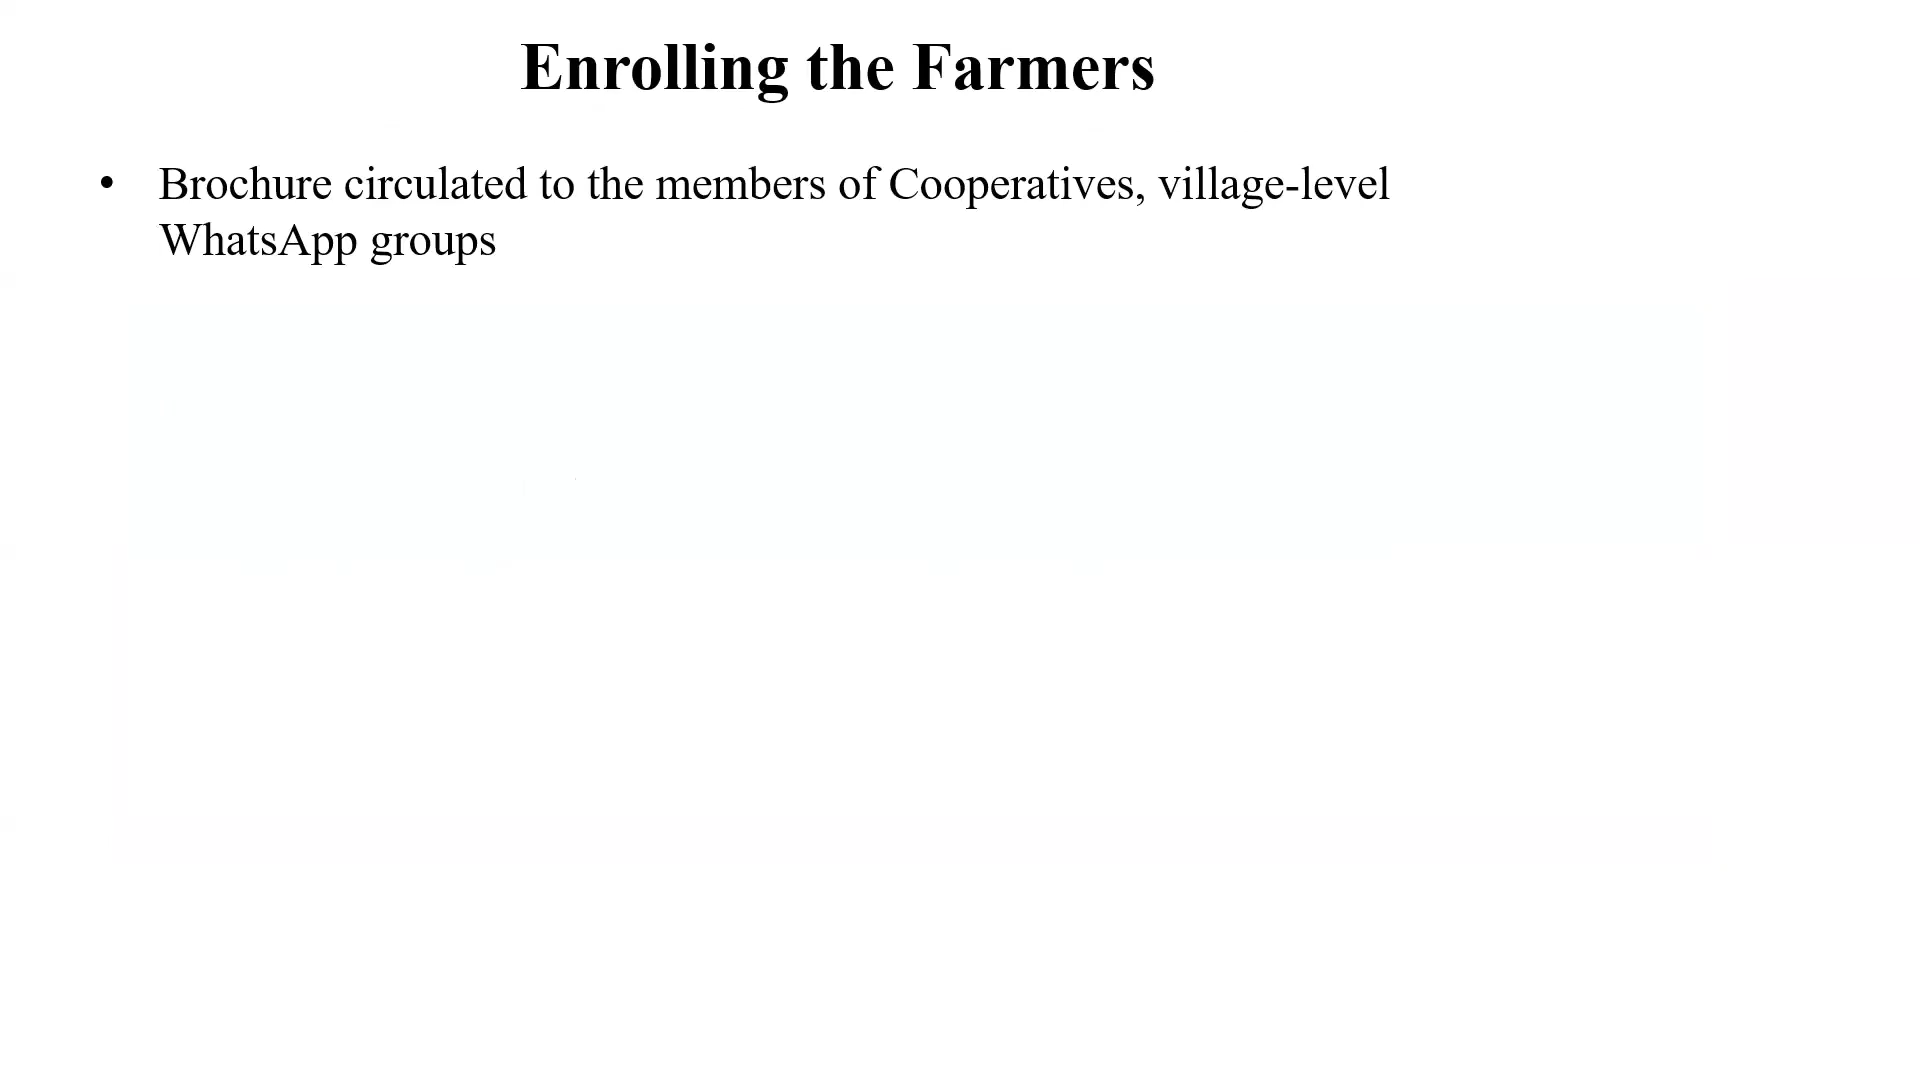 Enrolling the Farmers
• Brochure circulated to the members of Cooperatives, village-level
WhatsApp groups